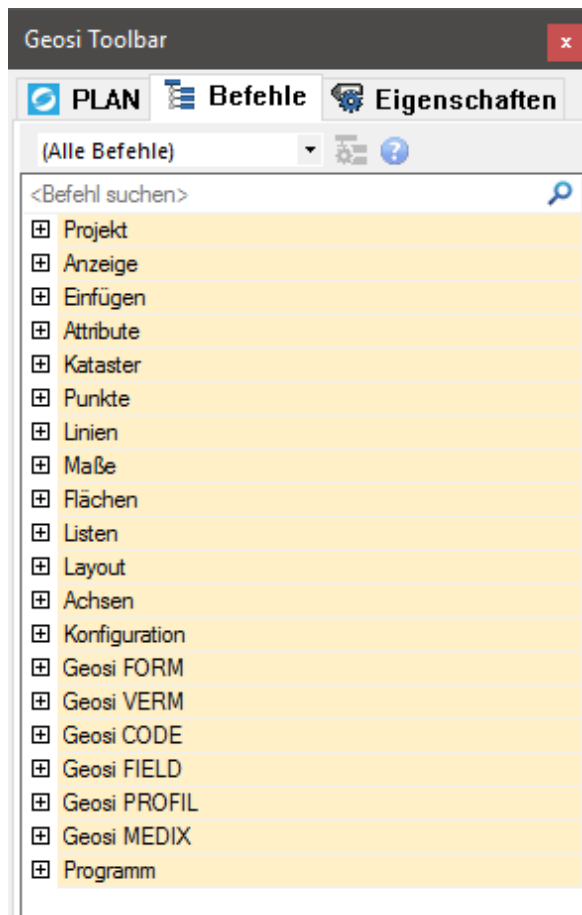 Geosi Toolbar
x
PLAN Befehle Eigenschaften
(Alle Befehle)
<Befehl suchen>
Projekt
Anzeige
Einfügen
Attribute
Kataster
Punkte
Linien
Maße
Flächen
Listen
Layout
Achsen
Konfiguration
Geosi FORM
Geosi VERM
Geosi CODE
Geosi FIELD
Geosi PROFIL
Geosi MEDIX
Programm